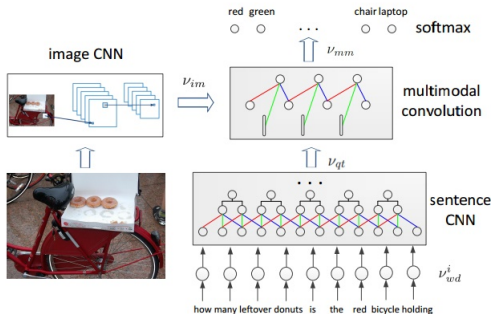 red green ... chair laptop softmax
image CNN
ν_mm
ν_im
multimodal convolution
ν_qt
...
sentence CNN
ν^i_wd
how many leftover donuts is the red bicycle holding